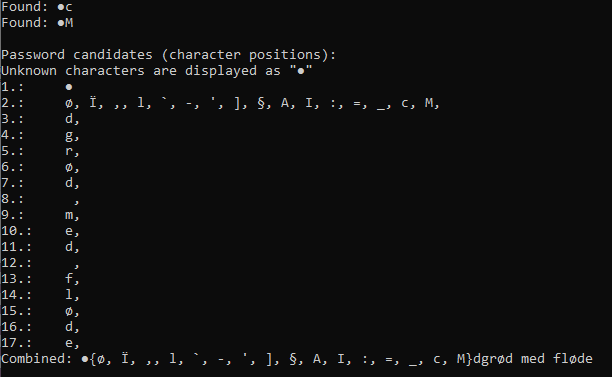 Found: ●c
Found: ●M
Password candidates (character positions):
Unknown characters are displayed as "●"
1.: ●
2.: ø, Ï, ,, l, `, -, ', ], §, A, I, :, =, _, c, M,
3.: d,
4.: g,
5.: r,
6.: ø,
7.: d,
8.:  ,
9.: m,
10.: e,
11.: d,
12.:  ,
13.: f,
14.: l,
15.: ø,
16.: d,
17.: e,
Combined: ●{ø, Ï, ,, l, `, -, ', ], §, A, I, :, =, _, c, M}dgrød med fløde